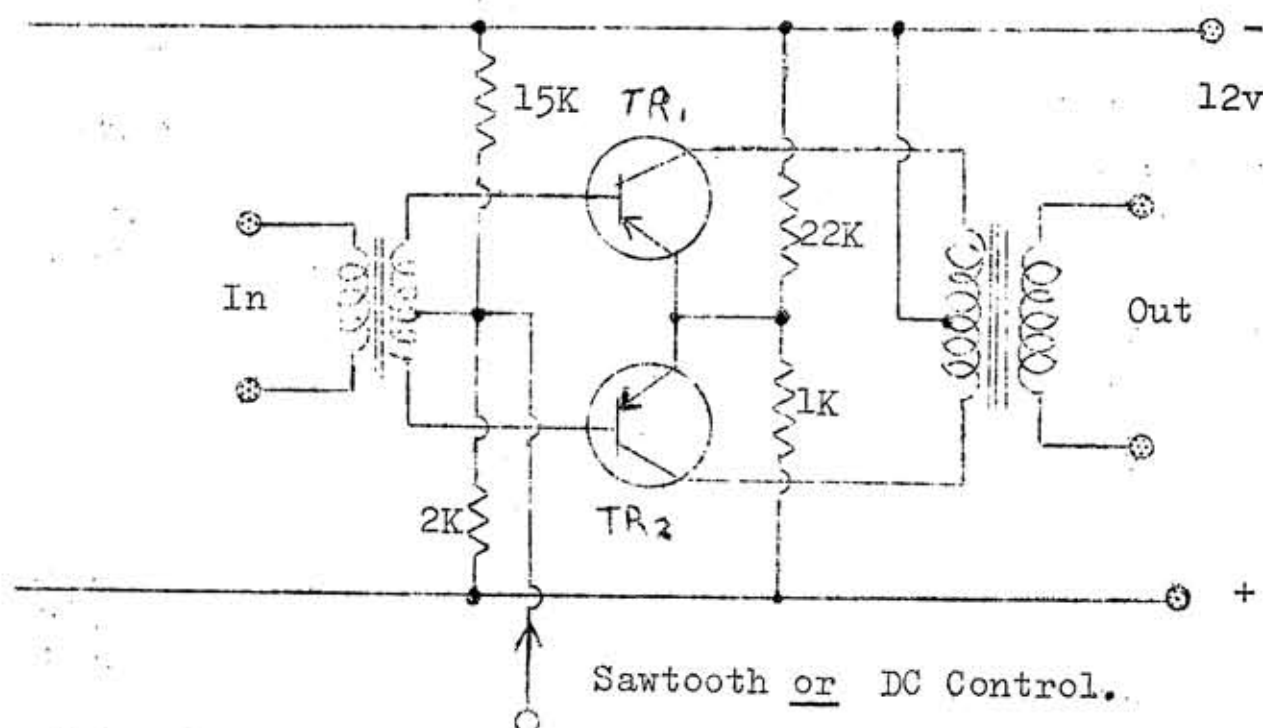 -
15K
TR1
12v
22K
In
Out
1K
2K
TR2
+
Sawtooth or DC Control.